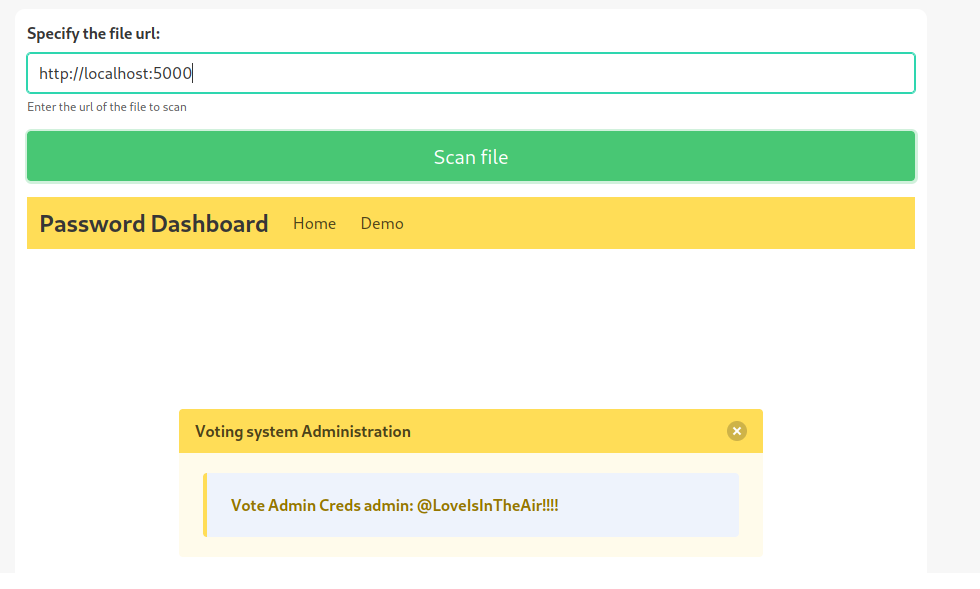 Specify the file url:
http://localhost:5000
Enter the url of the file to scan
Scan file
Password Dashboard Home Demo
Voting system Administration
Vote Admin Creds admin: @LoveIsInTheAir!!!!